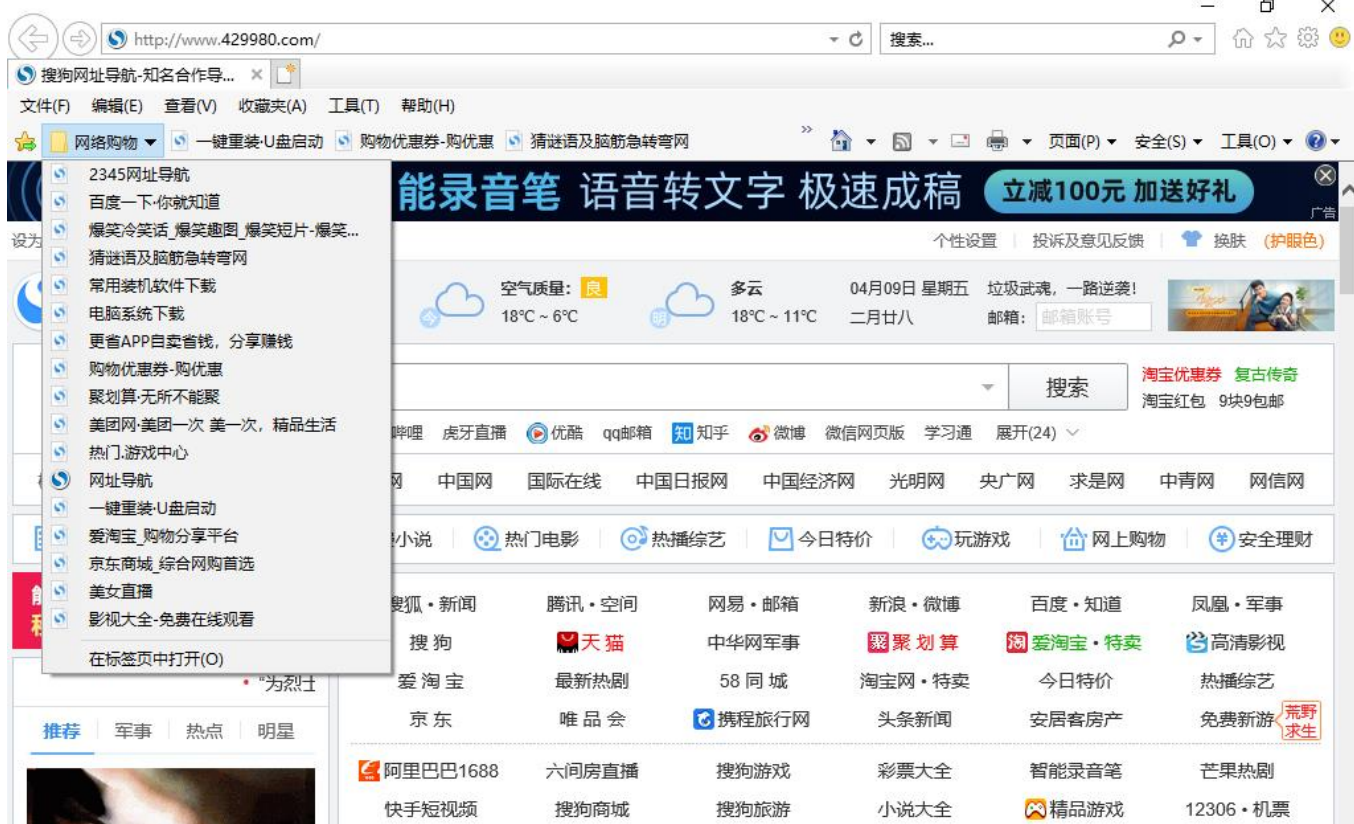 http://www.429980.com/
搜索...
搜狗网址导航-知名合作导...
文件(F) 编辑(E) 查看(V) 收藏夹(A) 工具(T) 帮助(H)
网络购物 一键重装·U盘启动 购物优惠券-购优惠 猜谜语及脑筋急转弯网 » 页面(P) 安全(S) 工具(O)
2345网址导航
百度一下·你就知道
爆笑冷笑话_爆笑趣图_爆笑短片-爆笑...
猜谜语及脑筋急转弯网
常用装机软件下载
电脑系统下载
更省APP自卖省钱，分享赚钱
购物优惠券-购优惠
聚划算·无所不能聚
美团网·美团一次 美一次，精品生活
热门.游戏中心
网址导航
一键重装·U盘启动
爱淘宝_购物分享平台
京东商城_综合网购首选
美女直播
影视大全-免费在线观看
在标签页中打开(O)
能录音笔 语音转文字 极速成稿 立减100元 加送好礼
广告
设为 个性设置 投诉及意见反馈 换肤 (护眼色)
今 空气质量：良 明 多云 04月09日 星期五 垃圾武魂，一路逆袭！
18℃ ~ 6℃ 18℃ ~ 11℃ 二月廿八 邮箱： 邮箱账号
搜索 淘宝优惠券 复古传奇
淘宝红包 9块9包邮
哔哩 虎牙直播 优酷 qq邮箱 知 知乎 微博 微信网页版 学习通 展开(24)
网 中国网 国际在线 中国日报网 中国经济网 光明网 央广网 求是网 中青网 网信网
小说 热门电影 热播综艺 今日特价 玩游戏 网上购物 安全理财
搜狐·新闻 腾讯·空间 网易·邮箱 新浪·微博 百度·知道 凤凰·军事
搜 狗 天 猫 中华网军事 聚 聚 划 算 淘 爱淘宝·特卖 高清影视
爱 淘 宝 最新热剧 58 同 城 淘宝网·特卖 今日特价 热播综艺
京 东 唯 品 会 携程旅行网 头条新闻 安居客房产 免费新游 荒野求生
阿里巴巴1688 六间房直播 搜狗游戏 彩票大全 智能录音笔 芒果热剧
快手短视频 搜狗商城 搜狗旅游 小说大全 精品游戏 12306·机票
• "为烈士
推荐 军事 热点 明星